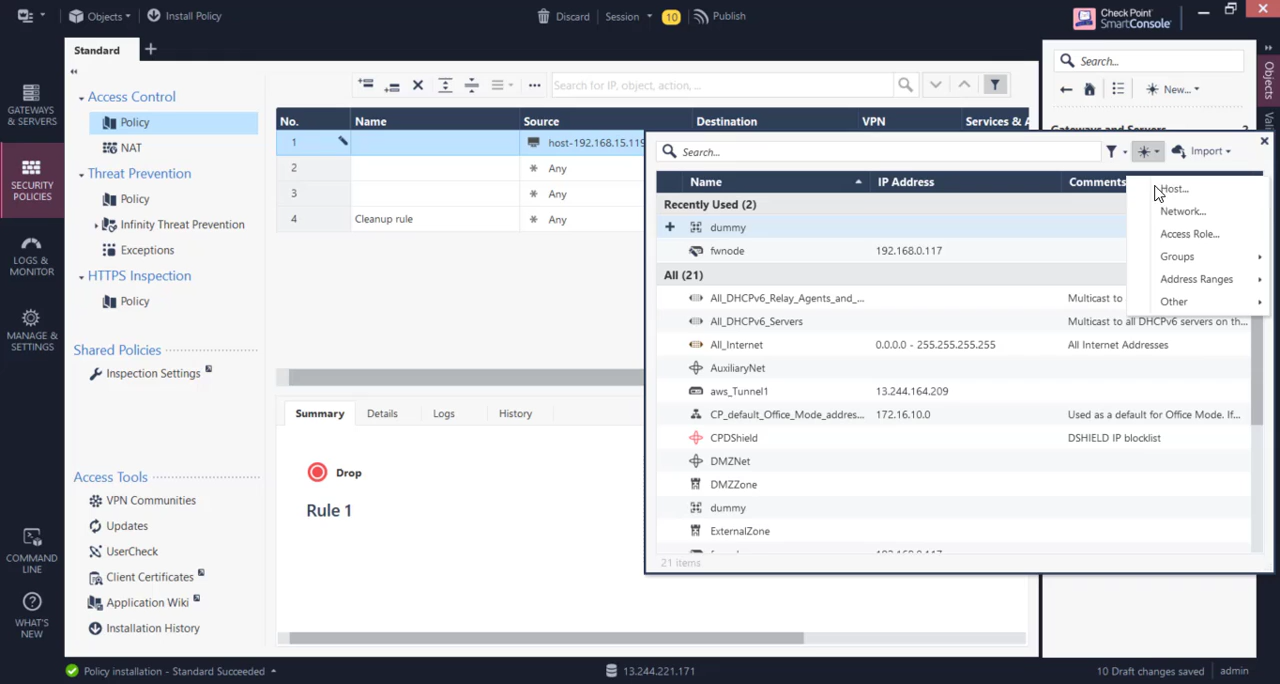 Objects
Install Policy
Discard
Session
10
Publish
Check Point
SmartConsole
Standard
Search...
New...
Objects
GATEWAYS
& SERVERS
SECURITY
POLICIES
LOGS &
MONITOR
MANAGE &
SETTINGS
COMMAND
LINE
WHAT'S
NEW
Access Control
Policy
NAT
Threat Prevention
Policy
Infinity Threat Prevention
Exceptions
HTTPS Inspection
Policy
Shared Policies
Inspection Settings
Access Tools
VPN Communities
Updates
UserCheck
Client Certificates
Application Wiki
Installation History
Search for IP, object, action, ...
No. Name Source Destination VPN Services & A
1 host-192.168.15.119
2 * Any
3 * Any
4 Cleanup rule * Any
Summary Details Logs History
Drop
Rule 1
Gateways and Servers
Search...
Import
Name IP Address Comments
Recently Used (2)
dummy
fwnode 192.168.0.117
All (21)
All_DHCPv6_Relay_Agents_and_... Multicast to
All_DHCPv6_Servers Multicast to all DHCPv6 servers on th...
All_Internet 0.0.0.0 - 255.255.255.255 All Internet Addresses
AuxiliaryNet
aws_Tunnel1 13.244.164.209
CP_default_Office_Mode_addres... 172.16.10.0 Used as a default for Office Mode. If...
CPDShield DSHIELD IP blocklist
DMZNet
DMZZone
dummy
ExternalZone
21 items
Host...
Network...
Access Role...
Groups
Address Ranges
Other
Policy installation - Standard Succeeded
13.244.221.171
10 Draft changes saved
admin